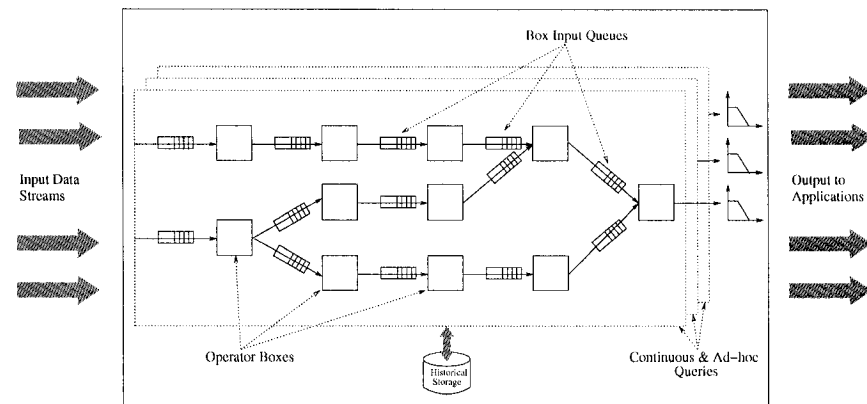 Box Input Queues
Input Data
Streams
Output to
Applications
Operator Boxes
Historical
Storage
Continuous & Ad-hoc
Queries